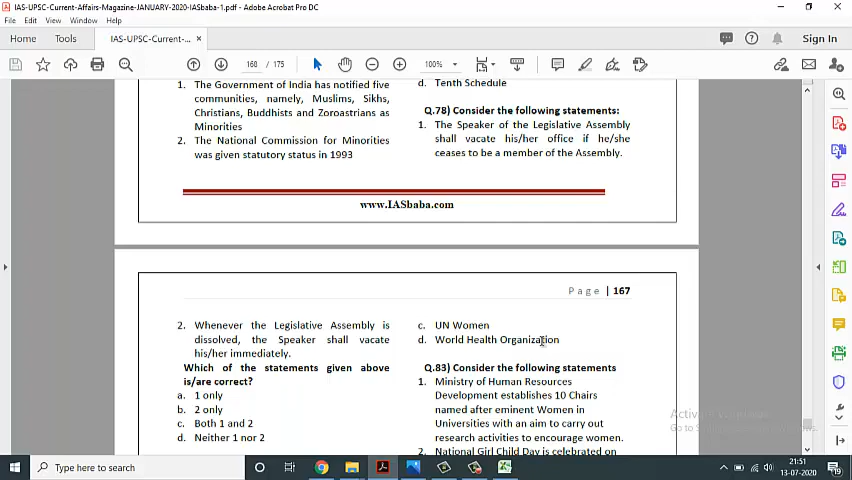 IAS-UPSC-Current-Affairs-Magazine-JANUARY-2020-IASbaba-1.pdf - Adobe Acrobat Pro DC
File Edit View Window Help
Home Tools IAS-UPSC-Current-... × Sign In
168 / 175 100%
1. The Government of India has notified five
communities, namely, Muslims, Sikhs,
Christians, Buddhists and Zoroastrians as
Minorities
2. The National Commission for Minorities
was given statutory status in 1993
d. Tenth Schedule
Q.78) Consider the following statements:
1. The Speaker of the Legislative Assembly
shall vacate his/her office if he/she
ceases to be a member of the Assembly.
www.IASbaba.com
Page | 167
2. Whenever the Legislative Assembly is
dissolved, the Speaker shall vacate
his/her immediately.
Which of the statements given above
is/are correct?
a. 1 only
b. 2 only
c. Both 1 and 2
d. Neither 1 nor 2
c. UN Women
d. World Health Organization
Q.83) Consider the following statements
1. Ministry of Human Resources
Development establishes 10 Chairs
named after eminent Women in
Universities with an aim to carry out
research activities to encourage women.
2. National Girl Child Day is celebrated on
Type here to search
21:51
13-07-2020
19